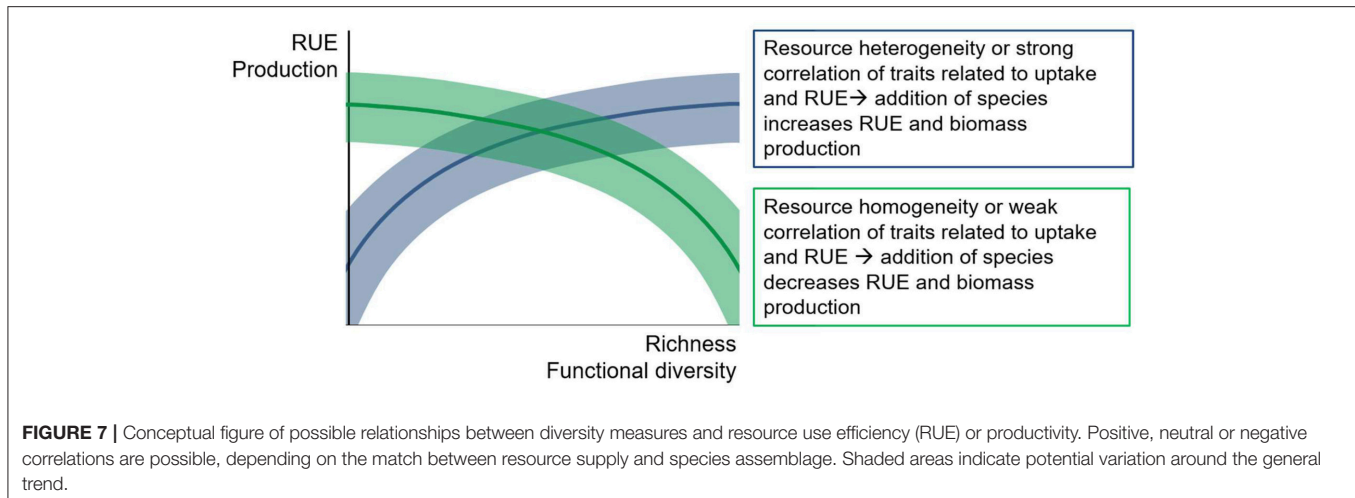 RUE
Production
Resource heterogeneity or strong
correlation of traits related to uptake
and RUE→ addition of species
increases RUE and biomass
production
Resource homogeneity or weak
correlation of traits related to uptake
and RUE → addition of species
decreases RUE and biomass
production
Richness
Functional diversity
FIGURE 7 | Conceptual figure of possible relationships between diversity measures and resource use efficiency (RUE) or productivity. Positive, neutral or negative
correlations are possible, depending on the match between resource supply and species assemblage. Shaded areas indicate potential variation around the general
trend.